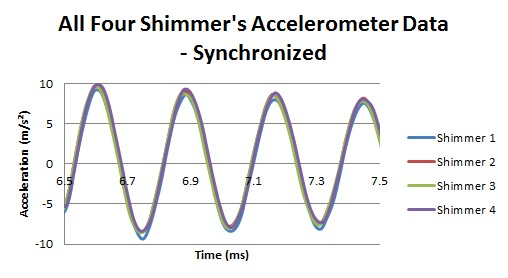 All Four Shimmer's Accelerometer Data
- Synchronized
10
5
0
-5
-10
6.5 6.7 6.9 7.1 7.3 7.5
Acceleration (m/s²)
Time (ms)
Shimmer 1
Shimmer 2
Shimmer 3
Shimmer 4